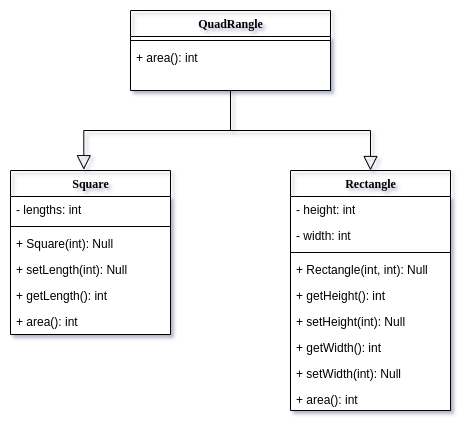 QuadRangle
+ area(): int
Square
- lengths: int
+ Square(int): Null
+ setLength(int): Null
+ getLength(): int
+ area(): int
Rectangle
- height: int
- width: int
+ Rectangle(int, int): Null
+ getHeight(): int
+ setHeight(int): Null
+ getWidth(): int
+ setWidth(int): Null
+ area(): int